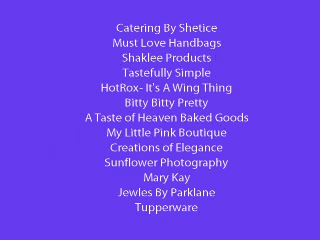 Catering By Shetice
Must Love Handbags
Shaklee Products
Tastefully Simple
HotRox- It's A Wing Thing
Bitty Bitty Pretty
A Taste of Heaven Baked Goods
My Little Pink Boutique
Creations of Elegance
Sunflower Photography
Mary Kay
Jewles By Parklane
Tupperware